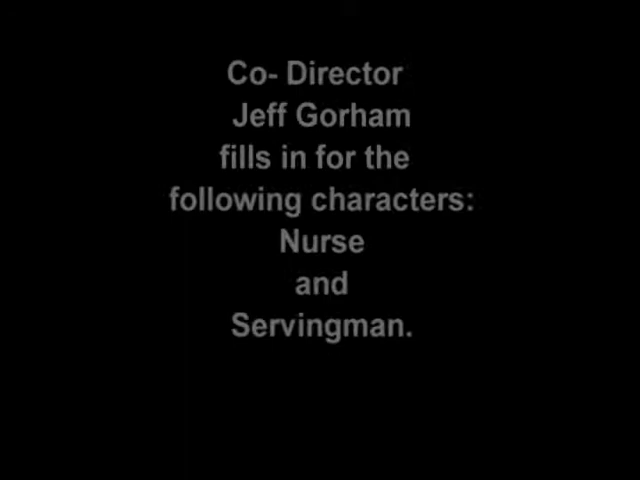 Co- Director
Jeff Gorham
fills in for the
following characters:
Nurse
and
Servingman.